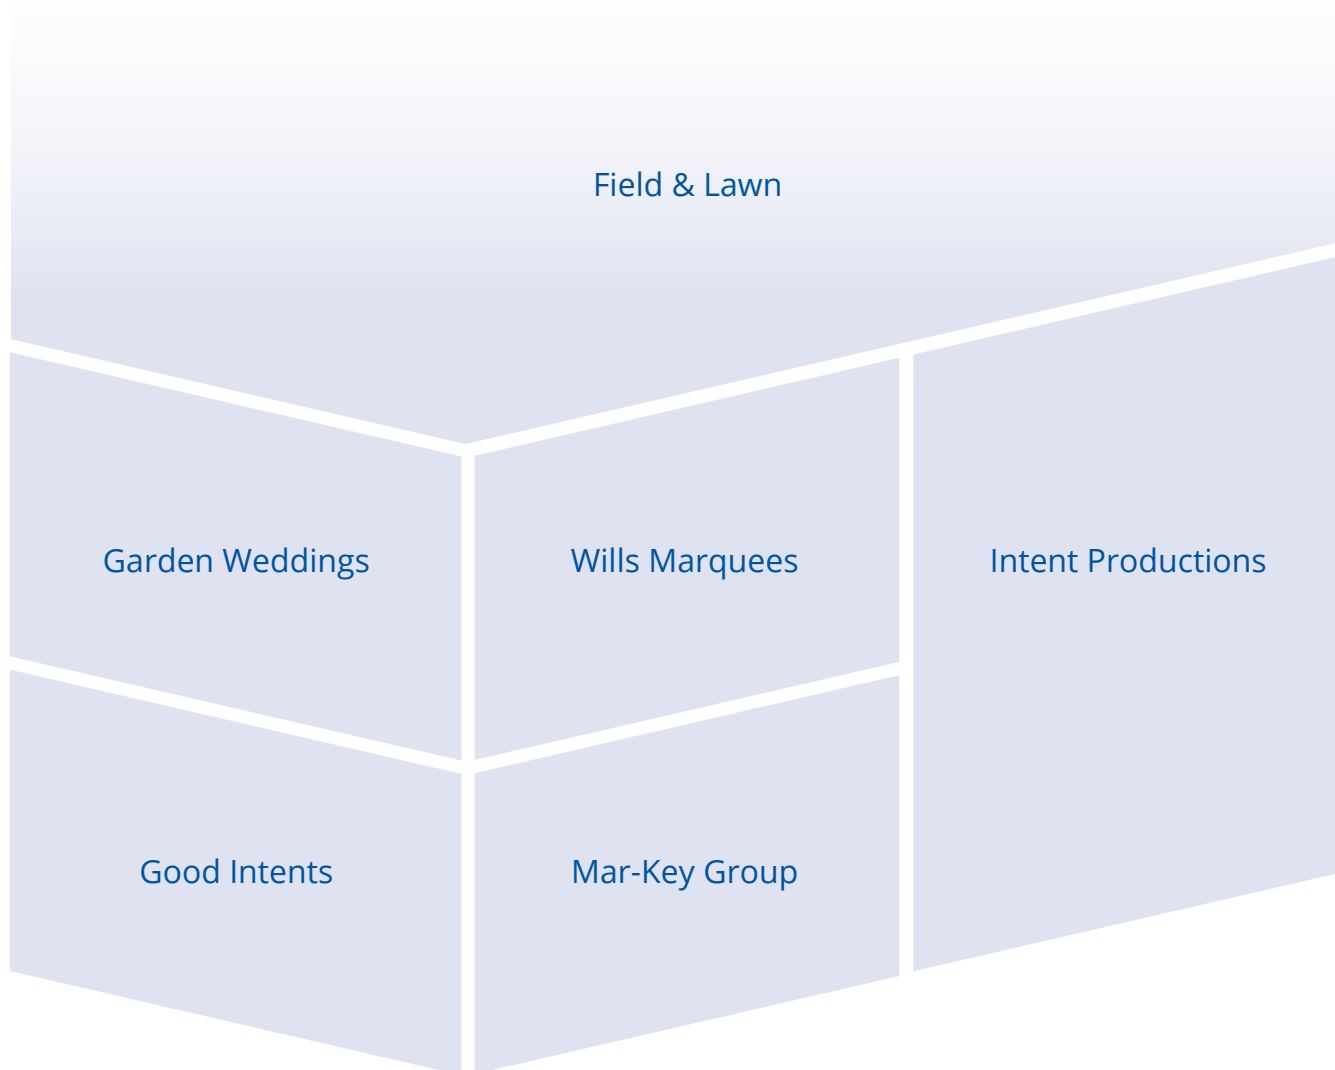 Field & Lawn
Garden Weddings
Wills Marquees
Intent Productions
Good Intents
Mar-Key Group